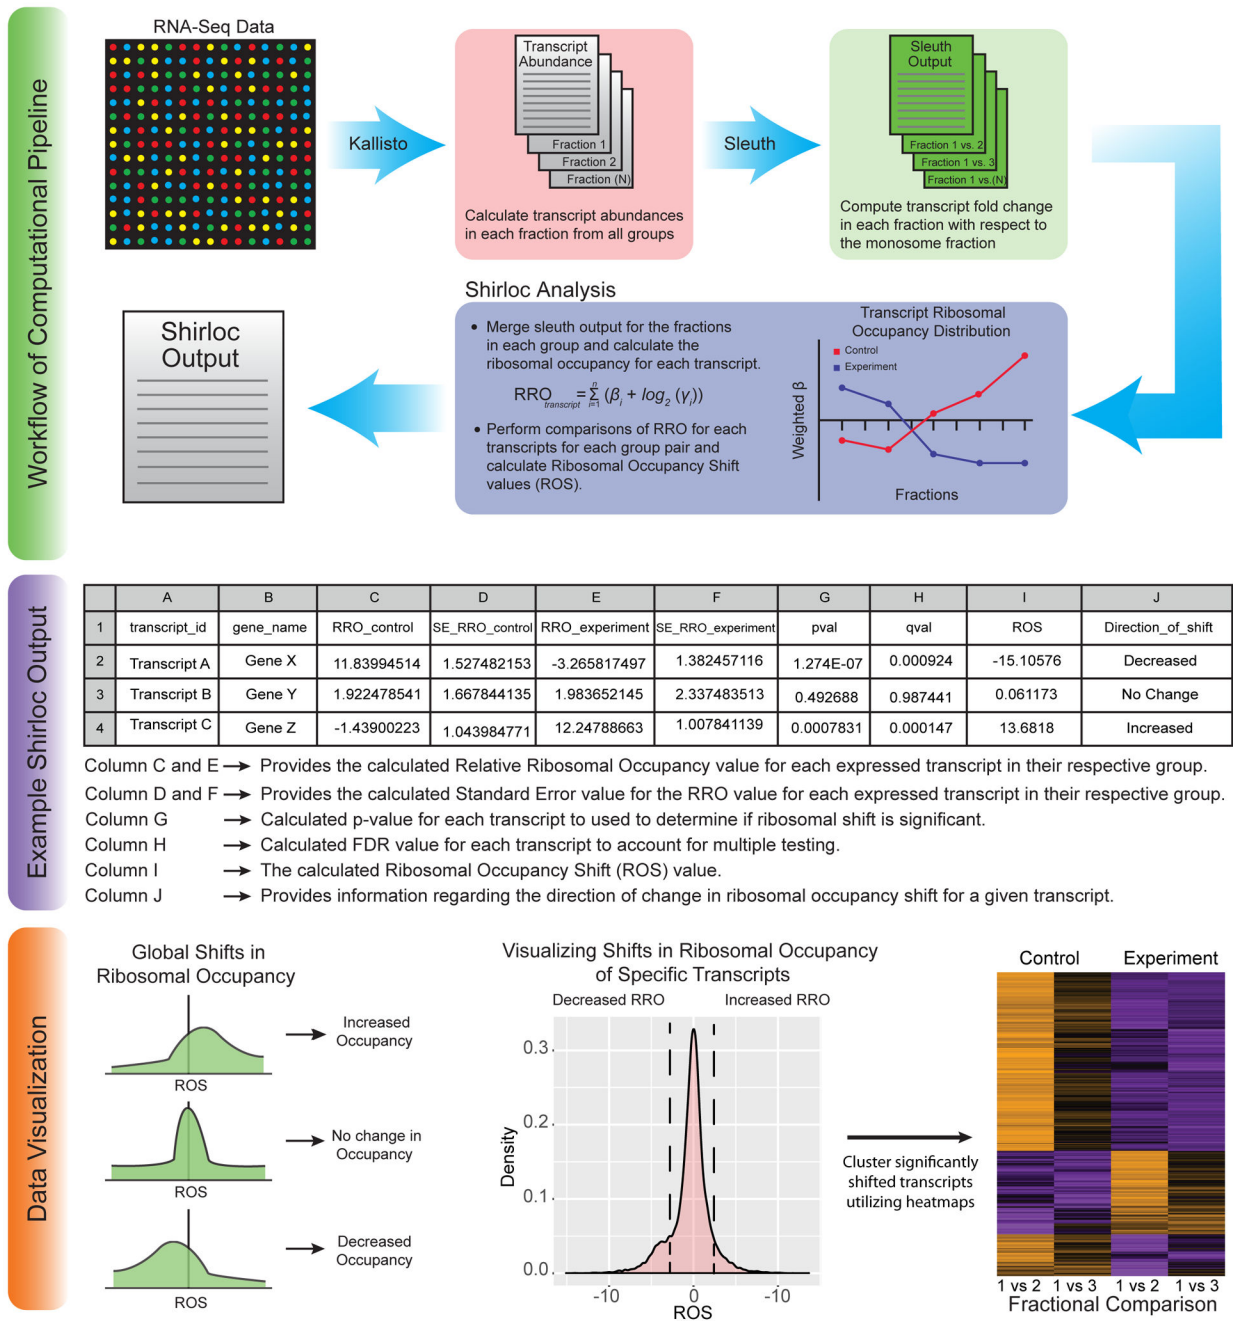 Workflow of Computational Pipeline
RNA-Seq Data
Kallisto
Transcript
Abundance
Fraction 1
Fraction 2
Fraction (N)
Calculate transcript abundances
in each fraction from all groups
Sleuth
Sleuth
Output
Fraction 1 vs. 2
Fraction 1 vs. 3
Fraction 1 vs.(N)
Compute transcript fold change
in each fraction with respect to
the monosome fraction
Shirloc Analysis
• Merge sleuth output for the fractions
in each group and calculate the
ribosomal occupancy for each transcript.
RRO transcript = Σ i=1 n (βi + log2 (γi))
• Perform comparisons of RRO for each
transcripts for each group pair and
calculate Ribosomal Occupancy Shift
values (ROS).
Transcript Ribosomal
Occupancy Distribution
Control
Experiment
Weighted β
Fractions
Shirloc
Output
Example Shirloc Output
A B C D E F G H I J
1 transcript_id gene_name RRO_control SE_RRO_control RRO_experiment SE_RRO_experiment pval qval ROS Direction_of_shift
2 Transcript A Gene X 11.83994514 1.527482153 -3.265817497 1.382457116 1.274E-07 0.000924 -15.10576 Decreased
3 Transcript B Gene Y 1.922478541 1.667844135 1.983652145 2.337483513 0.492688 0.987441 0.061173 No Change
4 Transcript C Gene Z -1.43900223 1.043984771 12.24788663 1.007841139 0.0007831 0.000147 13.6818 Increased
Column C and E → Provides the calculated Relative Ribosomal Occupancy value for each expressed transcript in their respective group.
Column D and F → Provides the calculated Standard Error value for the RRO value for each expressed transcript in their respective group.
Column G → Calculated p-value for each transcript to used to determine if ribosomal shift is significant.
Column H → Calculated FDR value for each transcript to account for multiple testing.
Column I → The calculated Ribosomal Occupancy Shift (ROS) value.
Column J → Provides information regarding the direction of change in ribosomal occupancy shift for a given transcript.
Data Visualization
Global Shifts in
Ribosomal Occupancy
ROS
Increased
Occupancy
ROS
No change in
Occupancy
ROS
Decreased
Occupancy
Visualizing Shifts in Ribosomal Occupancy
of Specific Transcripts
Decreased RRO Increased RRO
Density
0.3
0.2
0.1
0.0
-10 0 -10
ROS
Cluster significantly
shifted transcripts
utilizing heatmaps
Control Experiment
1 vs 2 1 vs 3 1 vs 2 1 vs 3
Fractional Comparison